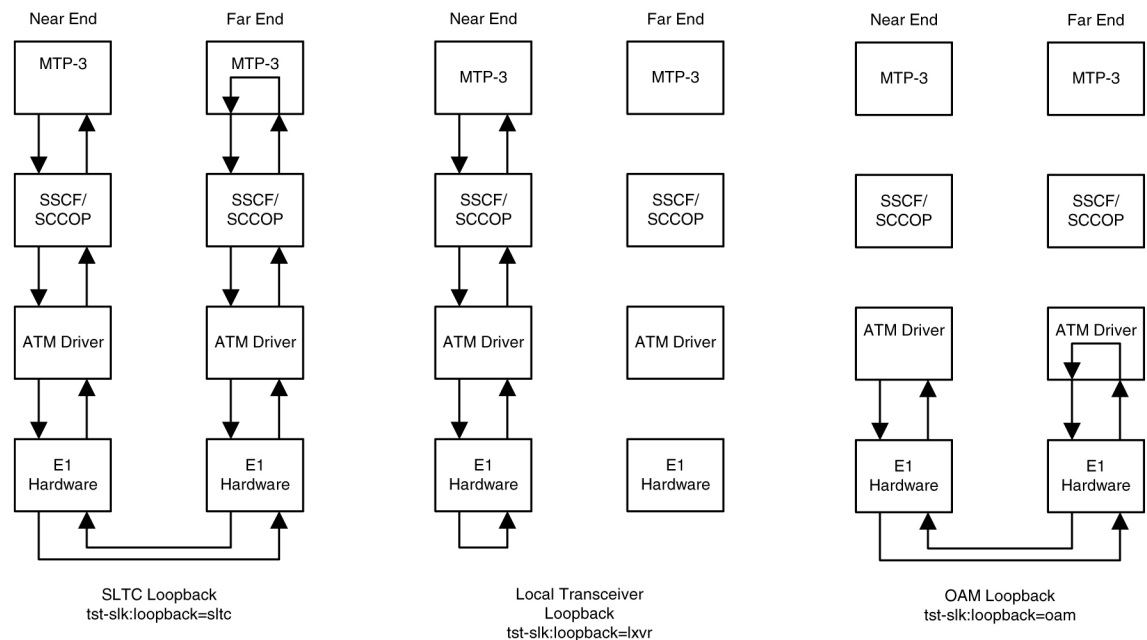 Near End
Far End
MTP-3
MTP-3
SSCF/
SCCOP
SSCF/
SCCOP
ATM Driver
ATM Driver
E1
Hardware
E1
Hardware
SLTC Loopback
tst-slk:loopback=sltc
Near End
Far End
MTP-3
MTP-3
SSCF/
SCCOP
SSCF/
SCCOP
ATM Driver
ATM Driver
E1
Hardware
E1
Hardware
Local Transceiver
Loopback
tst-slk:loopback=lxvr
Near End
Far End
MTP-3
MTP-3
SSCF/
SCCOP
SSCF/
SCCOP
ATM Driver
ATM Driver
E1
Hardware
E1
Hardware
OAM Loopback
tst-slk:loopback=oam